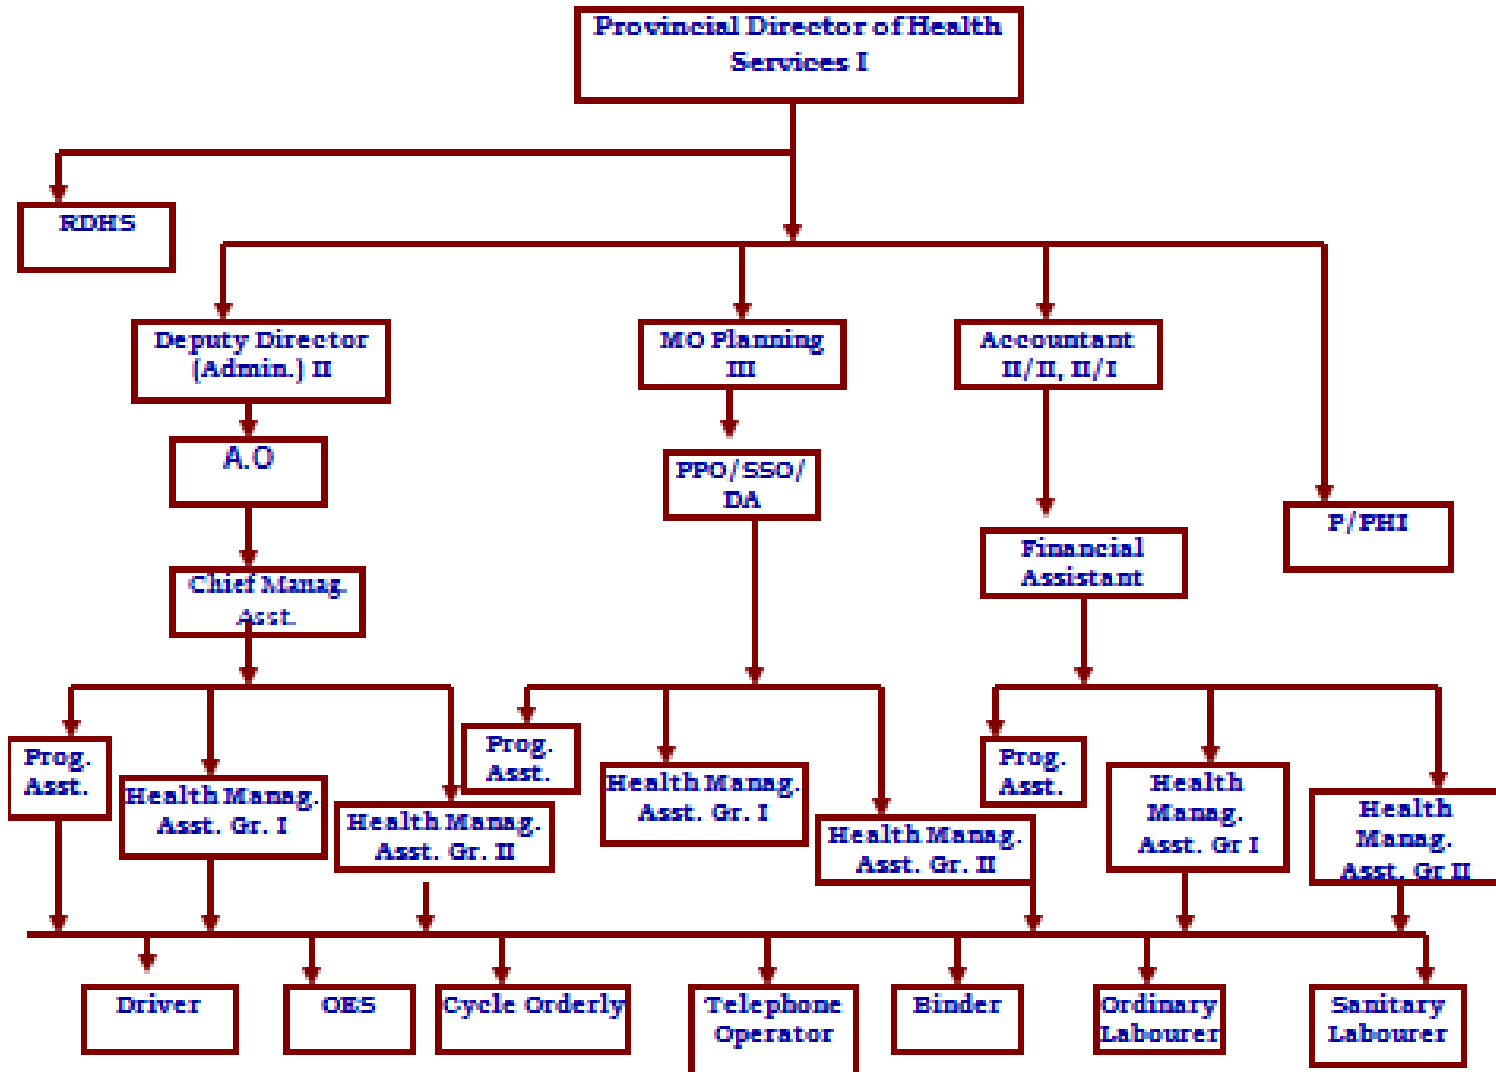 Provincial Director of Health
Services I
RDHS
Deputy Director
(Admin.) II
MO Planning
III
Accountant
II/II, II/I
A.O
PPO/SSO/
DA
P/PHI
Financial
Assistant
Chief Manag.
Asst.
Prog.
Asst.
Health Manag.
Asst. Gr. I
Health Manag.
Asst. Gr. II
Prog.
Asst.
Health Manag.
Asst. Gr. I
Health Manag.
Asst. Gr. II
Prog.
Asst.
Health
Manag.
Asst. Gr I
Health
Manag.
Asst. Gr II
Driver
OES
Cycle Orderly
Telephone
Operator
Binder
Ordinary
Labourer
Sanitary
Labourer